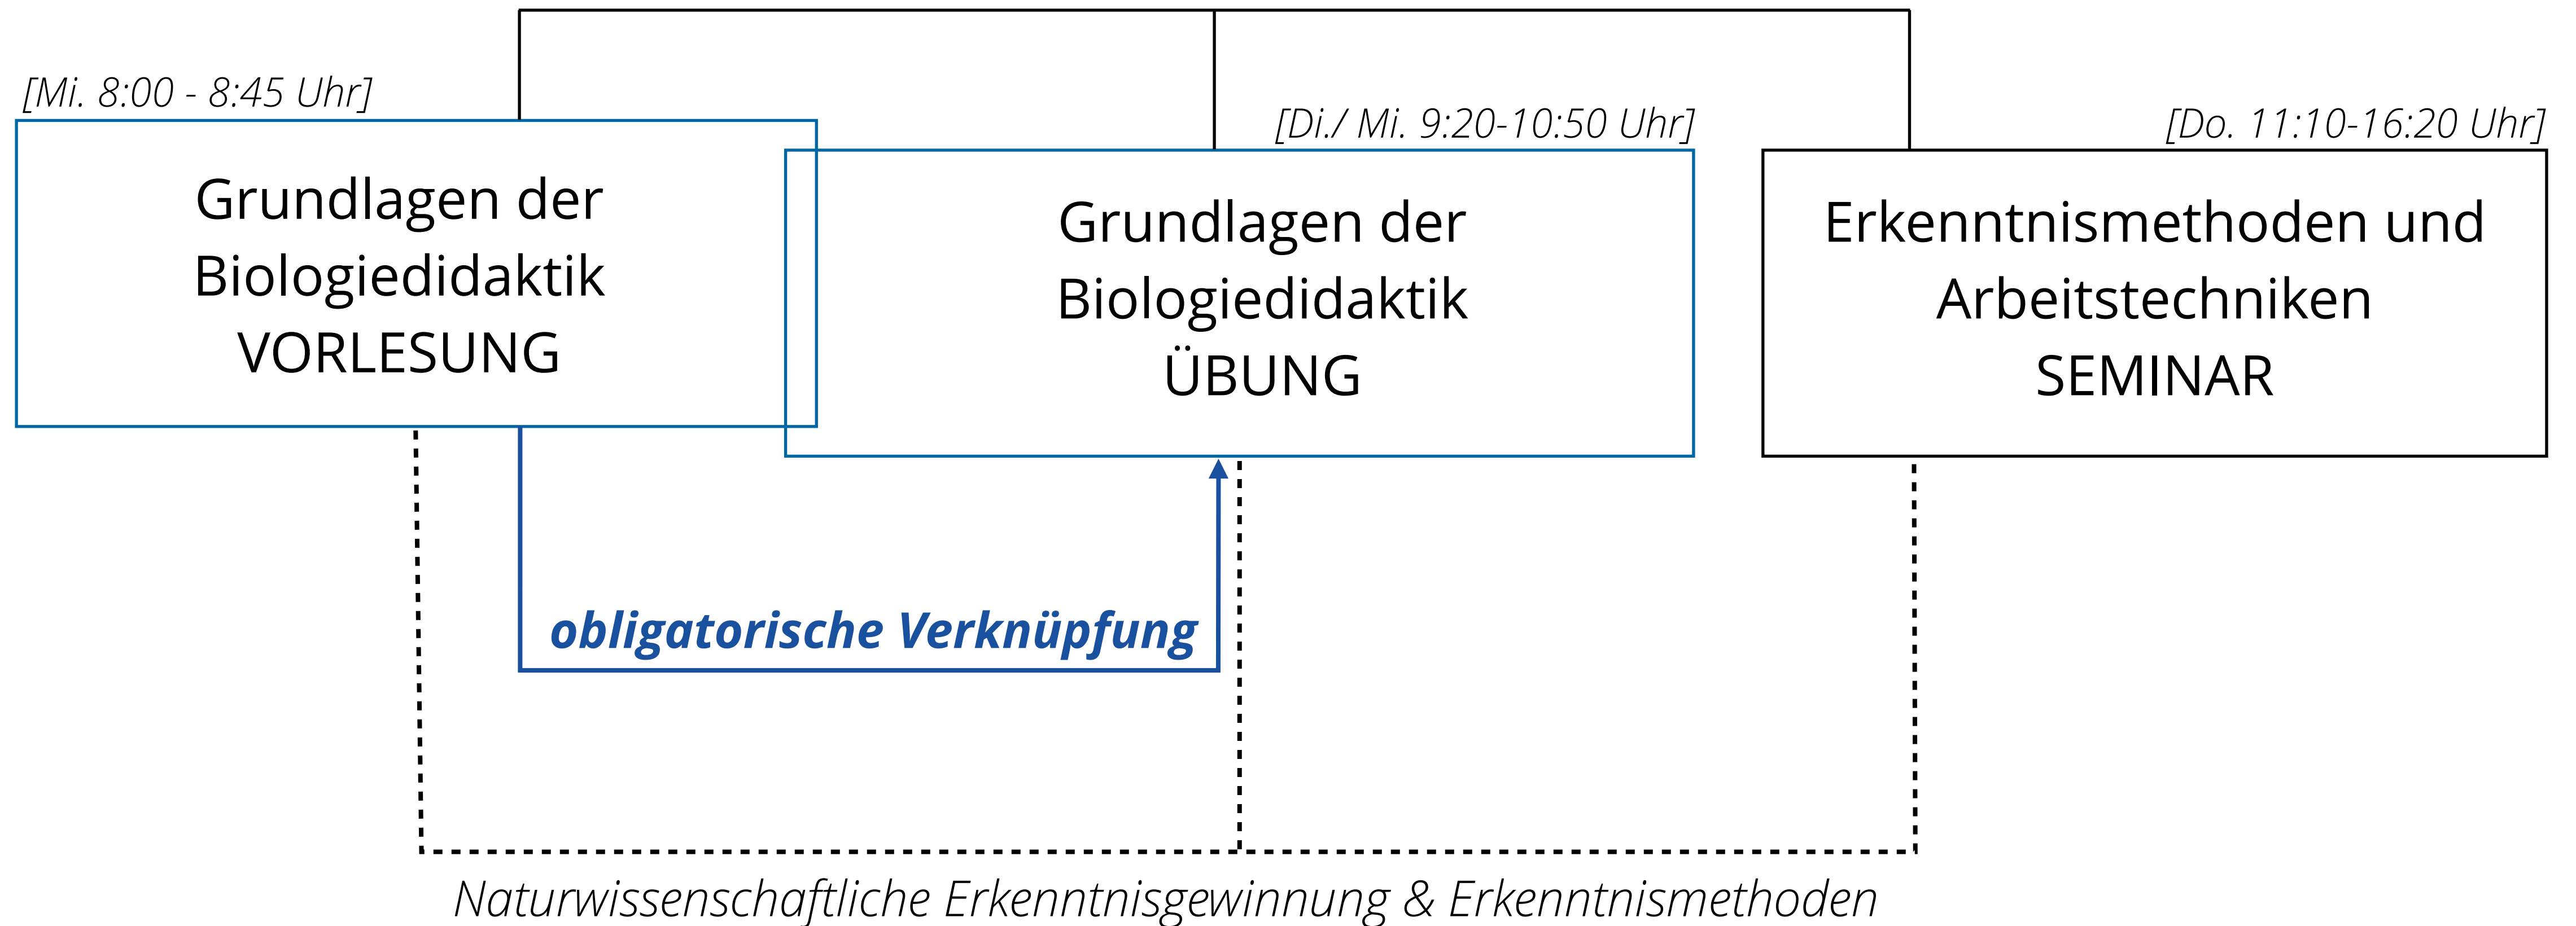 [Mi. 8:00 - 8:45 Uhr]
Grundlagen der
Biologiedidaktik
VORLESUNG
[Di./ Mi. 9:20-10:50 Uhr]
Grundlagen der
Biologiedidaktik
ÜBUNG
[Do. 11:10-16:20 Uhr]
Erkenntnismethoden und
Arbeitstechniken
SEMINAR
obligatorische Verknüpfung
Naturwissenschaftliche Erkenntnisgewinnung & Erkenntnismethoden